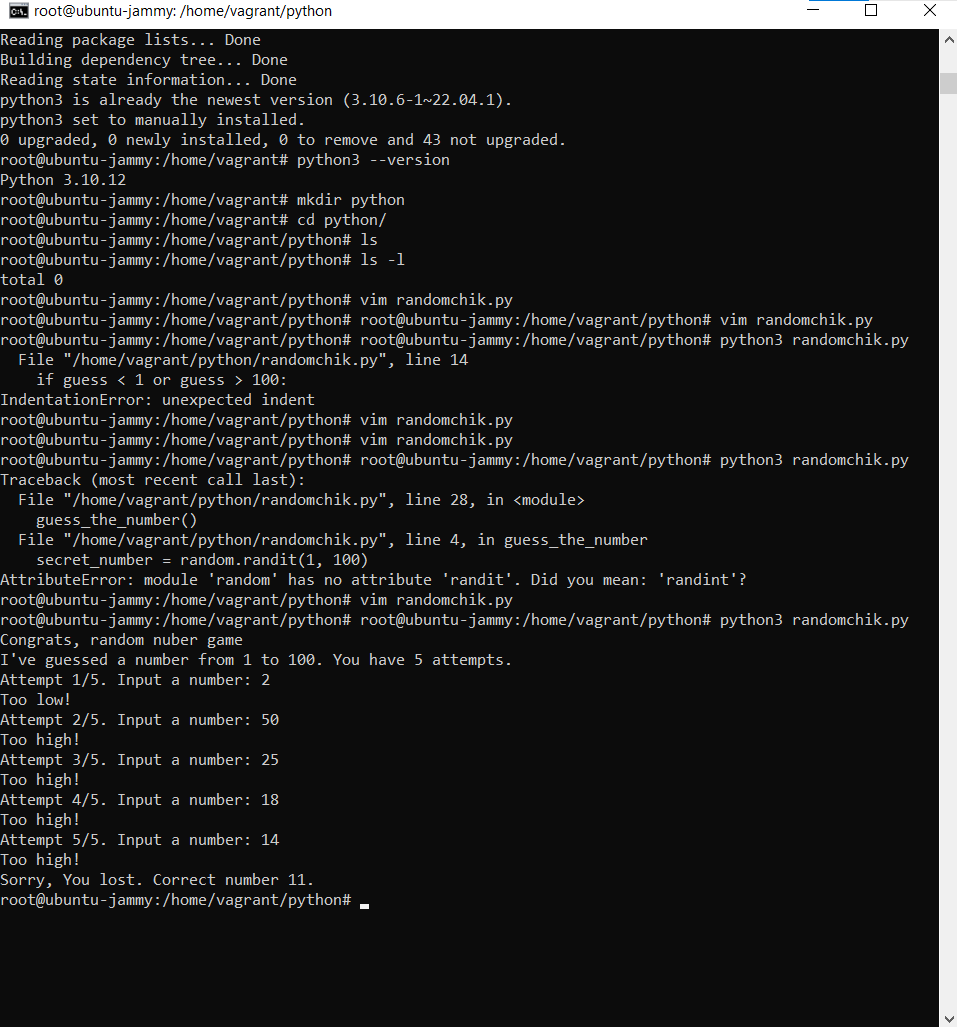 root@ubuntu-jammy: /home/vagrant/python
Reading package lists... Done
Building dependency tree... Done
Reading state information... Done
python3 is already the newest version (3.10.6-1~22.04.1).
python3 set to manually installed.
0 upgraded, 0 newly installed, 0 to remove and 43 not upgraded.
root@ubuntu-jammy:/home/vagrant# python3 --version
Python 3.10.12
root@ubuntu-jammy:/home/vagrant# mkdir python
root@ubuntu-jammy:/home/vagrant# cd python/
root@ubuntu-jammy:/home/vagrant/python# ls
root@ubuntu-jammy:/home/vagrant/python# ls -l
total 0
root@ubuntu-jammy:/home/vagrant/python# vim randomchik.py
root@ubuntu-jammy:/home/vagrant/python# root@ubuntu-jammy:/home/vagrant/python# vim randomchik.py
root@ubuntu-jammy:/home/vagrant/python# root@ubuntu-jammy:/home/vagrant/python# python3 randomchik.py
  File "/home/vagrant/python/randomchik.py", line 14
    if guess < 1 or guess > 100:
IndentationError: unexpected indent
root@ubuntu-jammy:/home/vagrant/python# vim randomchik.py
root@ubuntu-jammy:/home/vagrant/python# vim randomchik.py
root@ubuntu-jammy:/home/vagrant/python# root@ubuntu-jammy:/home/vagrant/python# python3 randomchik.py
Traceback (most recent call last):
  File "/home/vagrant/python/randomchik.py", line 28, in <module>
    guess_the_number()
  File "/home/vagrant/python/randomchik.py", line 4, in guess_the_number
    secret_number = random.randit(1, 100)
AttributeError: module 'random' has no attribute 'randit'. Did you mean: 'randint'?
root@ubuntu-jammy:/home/vagrant/python# vim randomchik.py
root@ubuntu-jammy:/home/vagrant/python# root@ubuntu-jammy:/home/vagrant/python# python3 randomchik.py
Congrats, random nuber game
I've guessed a number from 1 to 100. You have 5 attempts.
Attempt 1/5. Input a number: 2
Too low!
Attempt 2/5. Input a number: 50
Too high!
Attempt 3/5. Input a number: 25
Too high!
Attempt 4/5. Input a number: 18
Too high!
Attempt 5/5. Input a number: 14
Too high!
Sorry, You lost. Correct number 11.
root@ubuntu-jammy:/home/vagrant/python#